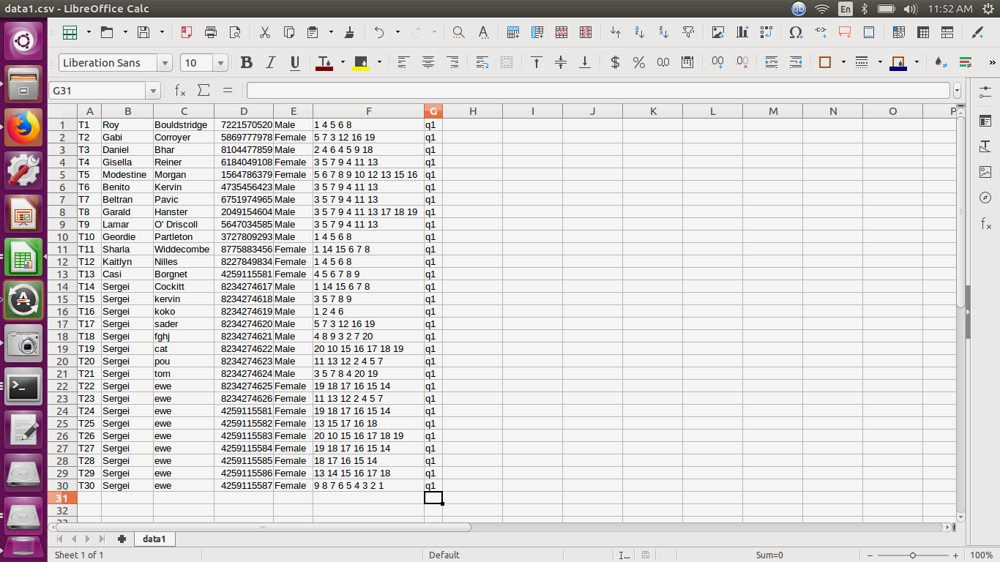 data1.csv - LibreOffice Calc En 11:52 AM
Liberation Sans 10 B I U $ % 0.0 .00 .00 »
G31 fx Σ =
A B C D E F G H I J K L M N O P
1 T1 Roy Bouldstridge 7221570520 Male 1 4 5 6 8 q1
2 T2 Gabi Corroyer 5869777978 Female 5 7 3 12 16 19 q1
3 T3 Daniel Bhar 8104477859 Male 2 4 6 4 5 9 18 q1
4 T4 Gisella Reiner 6184049108 Female 3 5 7 9 4 11 13 q1
5 T5 Modestine Morgan 1564786379 Female 5 6 7 8 9 10 12 13 15 16 q1
6 T6 Benito Kervin 4735456423 Male 3 5 7 9 4 11 13 q1
7 T7 Beltran Pavic 6751974965 Male 3 5 7 9 4 11 13 q1
8 T8 Garald Hanster 2049154604 Male 3 5 7 9 4 11 13 17 18 19 q1
9 T9 Lamar O' Driscoll 5647034585 Male 3 5 7 9 4 11 13 q1
10 T10 Geordie Partleton 3727809293 Male 1 4 5 6 8 q1
11 T11 Sharla Widdecombe 8775883456 Female 1 14 15 6 7 8 q1
12 T12 Kaitlyn Nilles 8227849834 Female 1 4 5 6 8 q1
13 T13 Casi Borgnet 4259115581 Female 4 5 6 7 8 9 q1
14 T14 Sergei Cockitt 8234274617 Male 1 14 15 6 7 8 q1
15 T15 Sergei kervin 8234274618 Male 3 5 7 8 9 q1
16 T16 Sergei koko 8234274619 Male 1 2 4 6 q1
17 T17 Sergei sader 8234274620 Male 5 7 3 12 16 19 q1
18 T18 Sergei fghj 8234274621 Male 4 8 9 3 2 7 20 q1
19 T19 Sergei cat 8234274622 Male 20 10 15 16 17 18 19 q1
20 T20 Sergei pou 8234274623 Male 11 13 12 2 4 5 7 q1
21 T21 Sergei tom 8234274624 Male 3 5 7 8 4 20 19 q1
22 T22 Sergei ewe 8234274625 Female 19 18 17 16 15 14 q1
23 T23 Sergei ewe 8234274626 Female 11 13 12 2 4 5 7 q1
24 T24 Sergei ewe 4259115581 Female 19 18 17 16 15 14 q1
25 T25 Sergei ewe 4259115582 Female 13 15 17 16 18 q1
26 T26 Sergei ewe 4259115583 Female 20 10 15 16 17 18 19 q1
27 T27 Sergei ewe 4259115584 Female 19 18 17 16 15 14 q1
28 T28 Sergei ewe 4259115585 Female 18 17 16 15 14 q1
29 T29 Sergei ewe 4259115586 Female 13 14 15 16 17 18 q1
30 T30 Sergei ewe 4259115587 Female 9 8 7 6 5 4 3 2 1 q1
31
32
data1
Sheet 1 of 1 Default Sum=0 100%